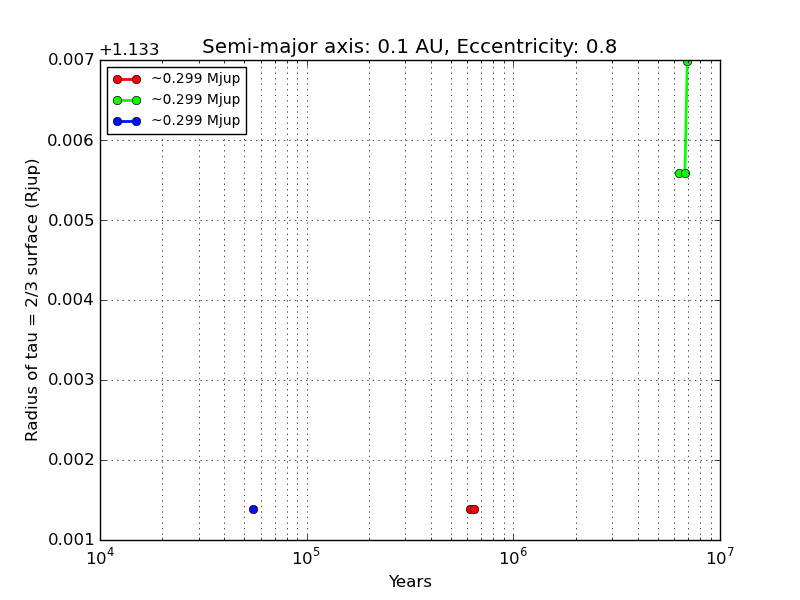 +1.133
Semi-major axis: 0.1 AU, Eccentricity: 0.8
~0.299 Mjup
~0.299 Mjup
~0.299 Mjup
0.007
0.006
0.005
0.004
0.003
0.002
0.001
Radius of tau = 2/3 surface (Rjup)
10^4 10^5 10^6 10^7
Years